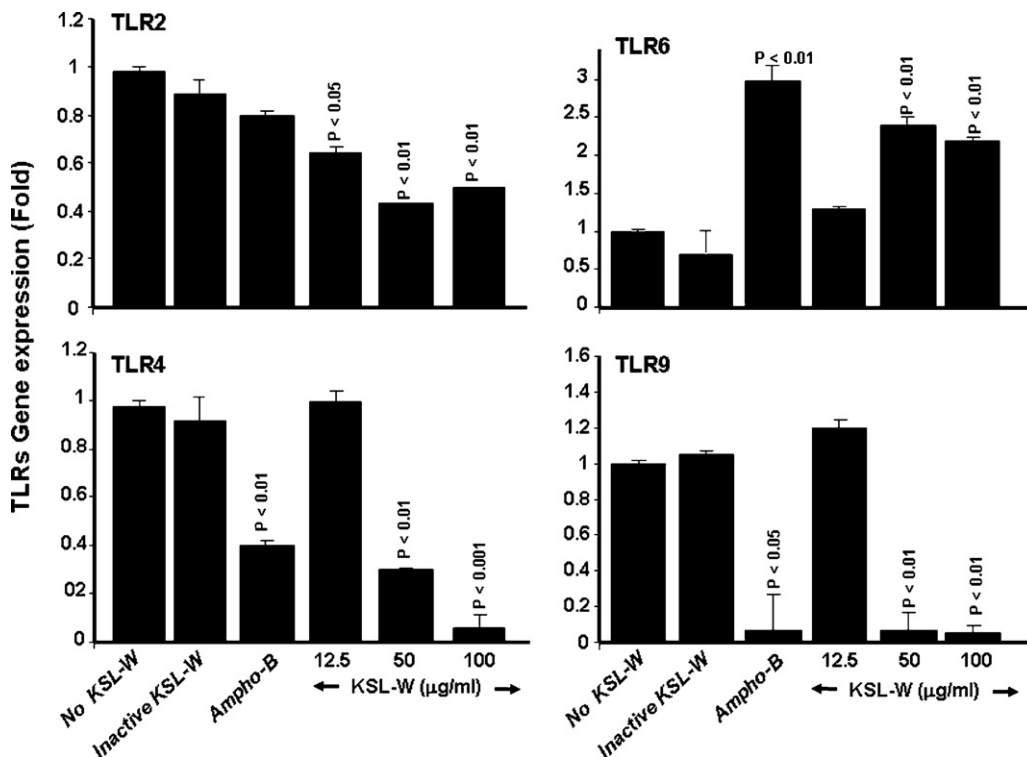 TLRs Gene expression (Fold)
TLR2
1.2
1
0.8
0.6
0.4
0.2
0
P < 0.05
P < 0.01
P < 0.01
TLR6
3
2.5
2
1
0.5
0
P < 0.01
P < 0.01
P < 0.01
TLR4
1.2
1
0.8
0.6
0.4
02
0
P < 0.01
P < 0.01
P < 0.001
No KSL-W
Inactive KSL-W
Ampho-B
12.5 50 100
KSL-W (µg/ml)
TLR9
1.6
1.4
1.2
1
0.8
0.6
0.4
0.2
0
P < 0.05
P < 0.01
P < 0.01
No KSL-W
Inactive KSL-W
Ampho-B
12.5 50 100
KSL-W (µg/ml)